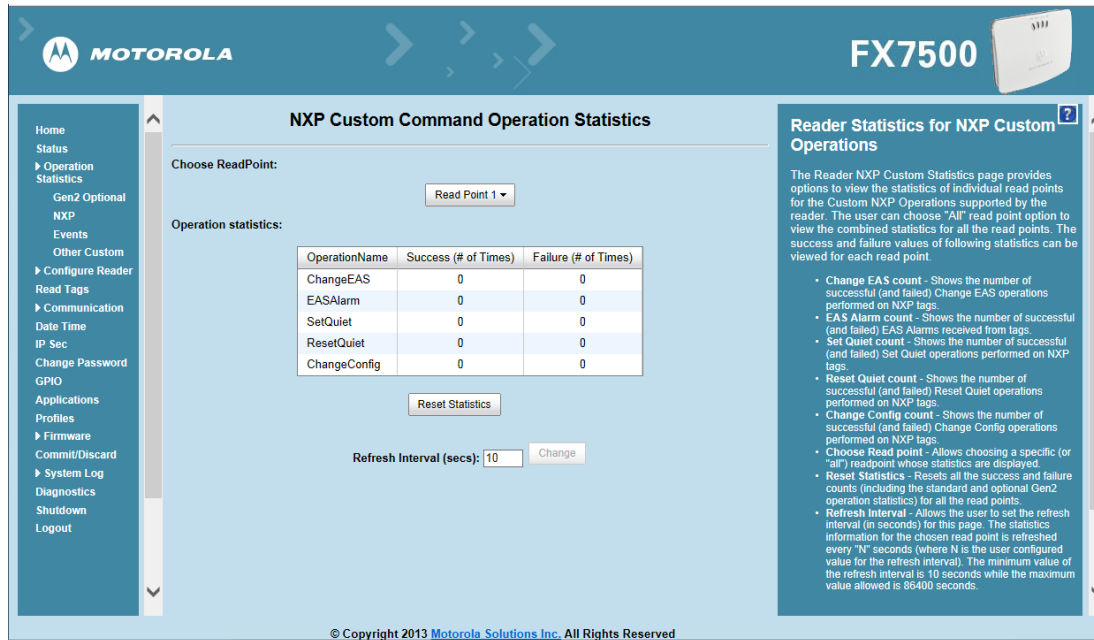 MOTOROLA
FX7500
Home
Status
Operation
Statistics
Gen2 Optional
NXP
Events
Other Custom
Configure Reader
Read Tags
Communication
Date Time
IP Sec
Change Password
GPIO
Applications
Profiles
Firmware
Commit/Discard
System Log
Diagnostics
Shutdown
Logout
NXP Custom Command Operation Statistics
Choose ReadPoint:
Read Point 1
Operation statistics:
OperationName Success (# of Times) Failure (# of Times)
ChangeEAS 0 0
EASAlarm 0 0
SetQuiet 0 0
ResetQuiet 0 0
ChangeConfig 0 0
Reset Statistics
Refresh Interval (secs): 10 Change
?
Reader Statistics for NXP Custom
Operations
The Reader NXP Custom Statistics page provides
options to view the statistics of individual read points
for the Custom NXP Operations supported by the
reader. The user can choose "All" read point option to
view the combined statistics for all the read points. The
success and failure values of following statistics can be
viewed for each read point.
• Change EAS count - Shows the number of
successful (and failed) Change EAS operations
performed on NXP tags.
• EAS Alarm count - Shows the number of successful
(and failed) EAS Alarms received from tags.
• Set Quiet count - Shows the number of successful
(and failed) Set Quiet operations performed on NXP
tags.
• Reset Quiet count - Shows the number of
successful (and failed) Reset Quiet operations
performed on NXP tags.
• Change Config count - Shows the number of
successful (and failed) Change Config operations
performed on NXP tags.
• Choose Read point - Allows choosing a specific (or
"all") readpoint whose statistics are displayed.
• Reset Statistics - Resets all the success and failure
counts (including the standard and optional Gen2
operation statistics) for all the read points.
• Refresh Interval - Allows the user to set the refresh
interval (in seconds) for this page. The statistics
information for the chosen read point is refreshed
every "N" seconds (where N is the user configured
value for the refresh interval). The minimum value of
the refresh interval is 10 seconds while the maximum
value allowed is 86400 seconds.
© Copyright 2013 Motorola Solutions Inc. All Rights Reserved